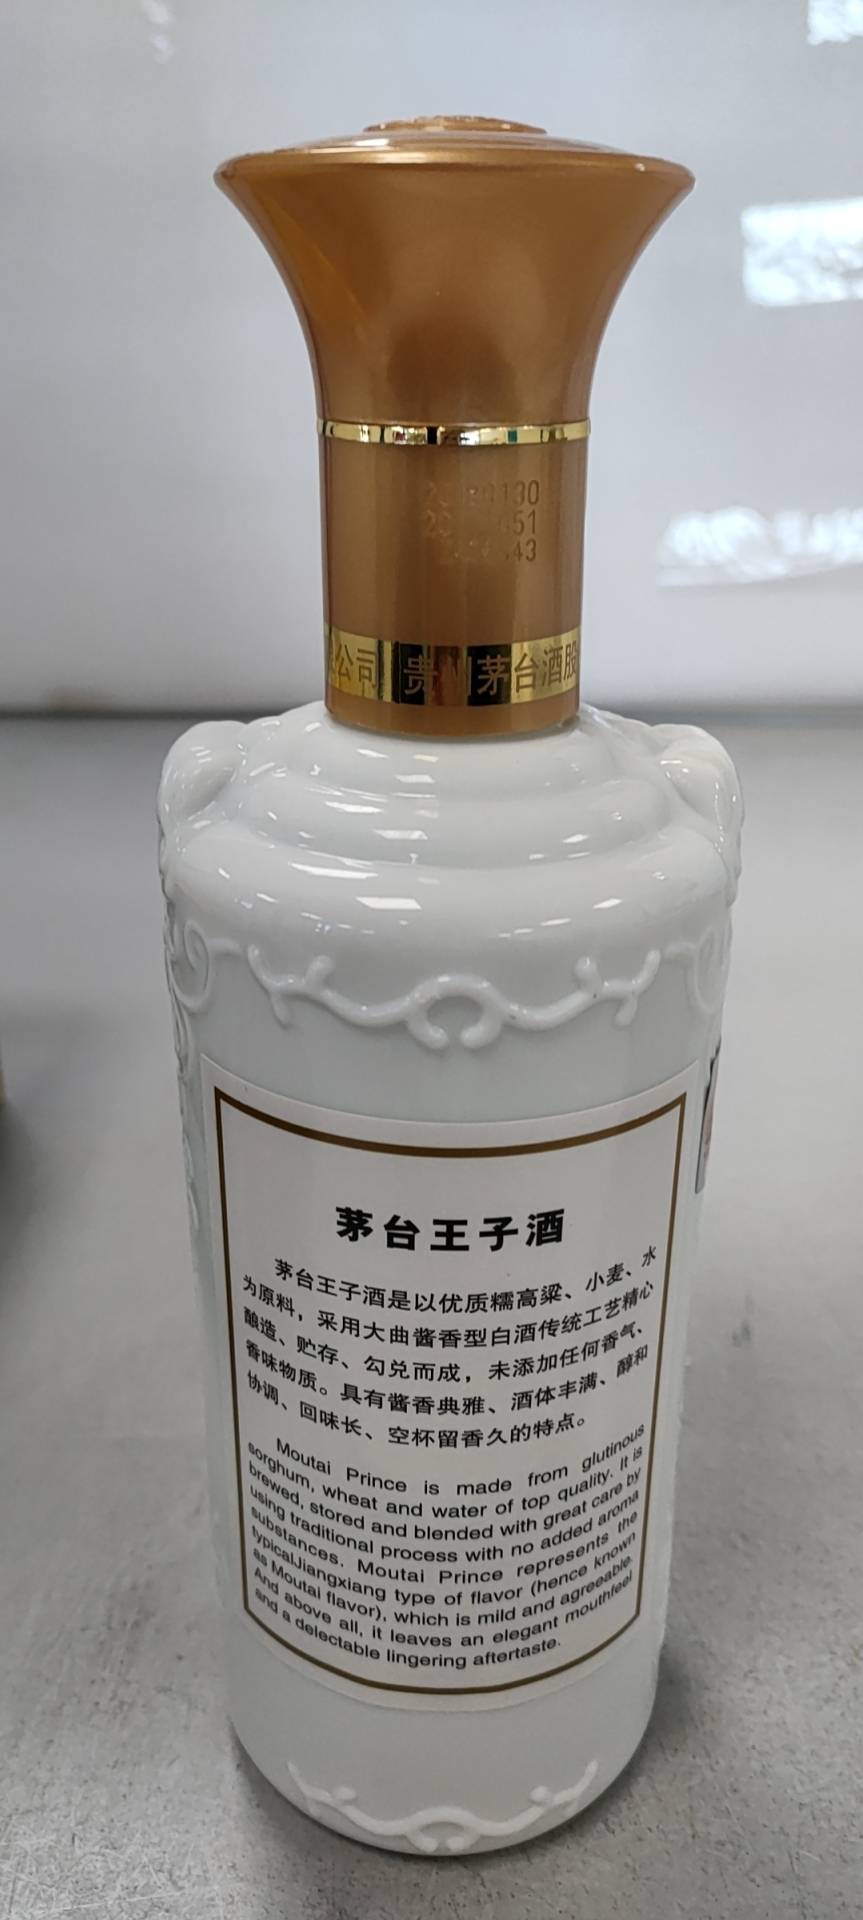 130
51
43
公司 贵州茅台酒股
茅台王子酒
茅台王子酒是以优质糯高粱、小麦、水
为原料，采用大曲酱香型白酒传统工艺精心
酿造、贮存、勾兑而成，未添加任何香气、
香味物质。具有酱香典雅、酒体丰满、醇和
协调、回味长、空杯留香久的特点。
Moutai Prince is made from glutinous
sorghum, wheat and water of top quality. It is
brewed, stored and blended with great care by
using traditional process with no added aroma
substances. Moutai Prince represents the
typicalJiangxiang type of flavor (hence known
as Moutai flavor), which is mild and agreeable.
And above all, it leaves an elegant mouthfeel
and a delectable lingering aftertaste.